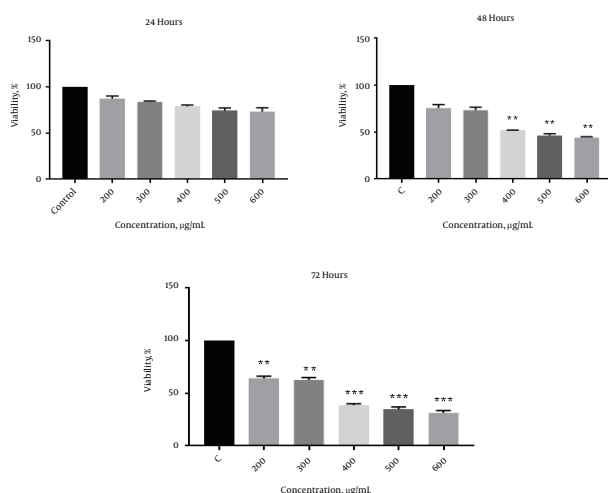 24 Hours
150
100
50
0
Viability, %
Control
200
300
400
500
600
Concentration, µg/mL
48 Hours
150
100
50
0
Viability, %
**
**
**
C
200
300
400
500
600
Concentration, µg/mL
72 Hours
150
100
50
0
Viability, %
**
**
***
***
***
C
200
300
400
500
600
Concentration, µg/mL